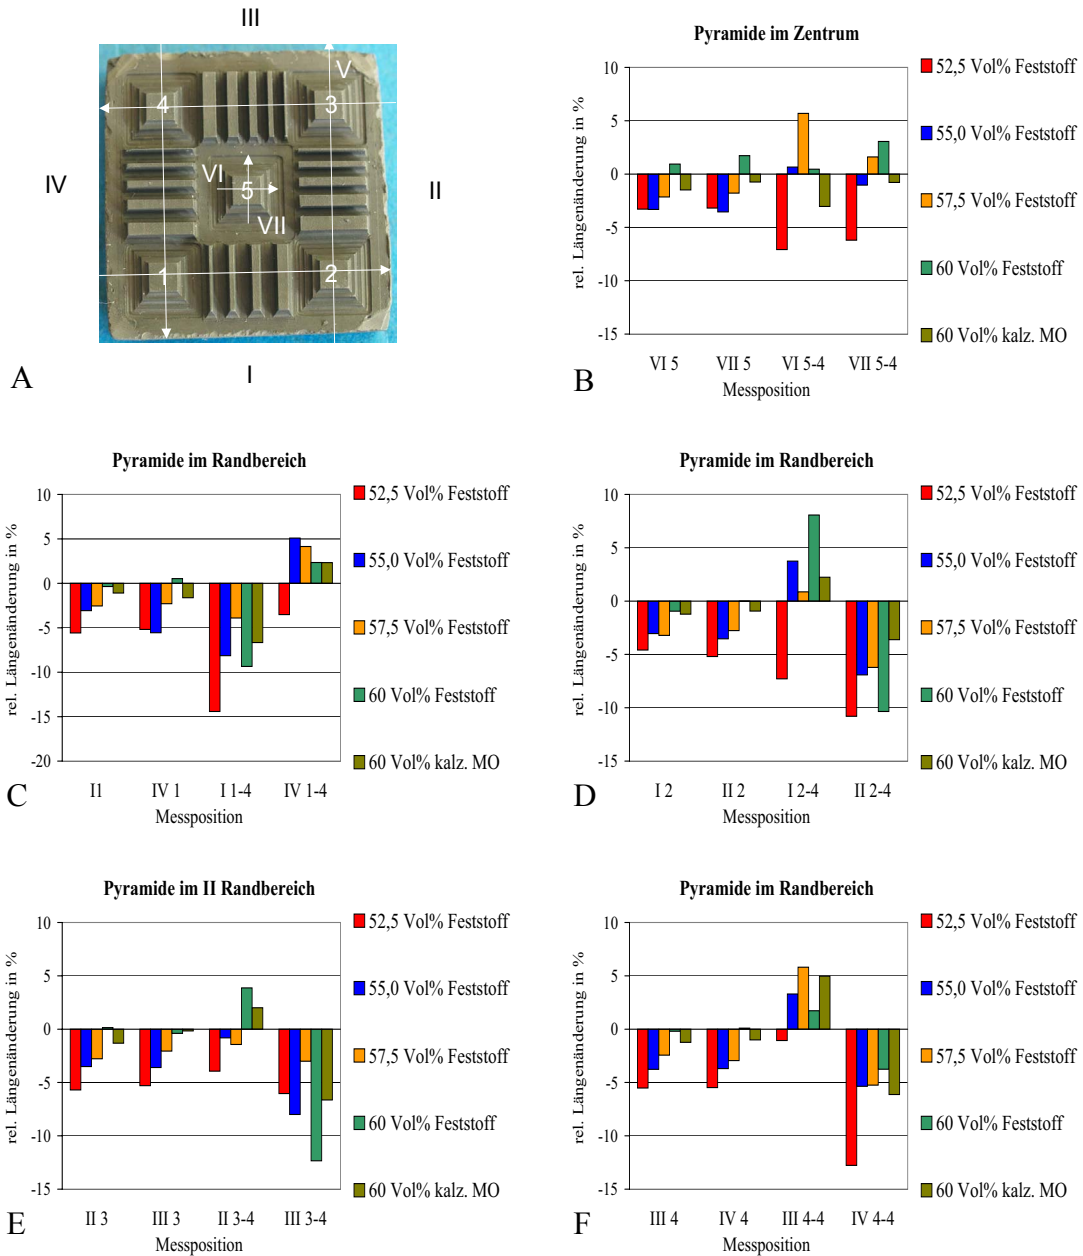 III
V
4
3
IV
VI
5
II
VII
1
2
I
A
Pyramide im Zentrum
rel. Längenänderung in %
10
5
0
-5
-10
-15
VI 5
VII 5
VI 5-4
VII 5-4
Messposition
52,5 Vol% Feststoff
55,0 Vol% Feststoff
57,5 Vol% Feststoff
60 Vol% Feststoff
60 Vol% kalz. MO
B
Pyramide im Randbereich
rel. Längenänderung in %
10
5
0
-5
-10
-15
-20
I1
IV 1
I 1-4
IV 1-4
Messposition
52,5 Vol% Feststoff
55,0 Vol% Feststoff
57,5 Vol% Feststoff
60 Vol% Feststoff
60 Vol% kalz. MO
C
Pyramide im Randbereich
rel. Längenänderung in %
10
5
0
-5
-10
-15
I 2
II 2
I 2-4
II 2-4
Messposition
52,5 Vol% Feststoff
55,0 Vol% Feststoff
57,5 Vol% Feststoff
60 Vol% Feststoff
60 Vol% kalz. MO
D
Pyramide im II Randbereich
rel. Längenänderung in %
10
5
0
-5
-10
-15
II 3
III 3
II 3-4
III 3-4
Messposition
52,5 Vol% Feststoff
55,0 Vol% Feststoff
57,5 Vol% Feststoff
60 Vol% Feststoff
60 Vol% kalz. MO
E
Pyramide im Randbereich
rel. Längenänderung in %
10
5
0
-5
-10
-15
III 4
IV 4
III 4-4
IV 4-4
Messposition
52,5 Vol% Feststoff
55,0 Vol% Feststoff
57,5 Vol% Feststoff
60 Vol% Feststoff
60 Vol% kalz. MO
F